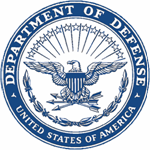 DEPARTMENT OF DEFENSE
UNITED STATES OF AMERICA